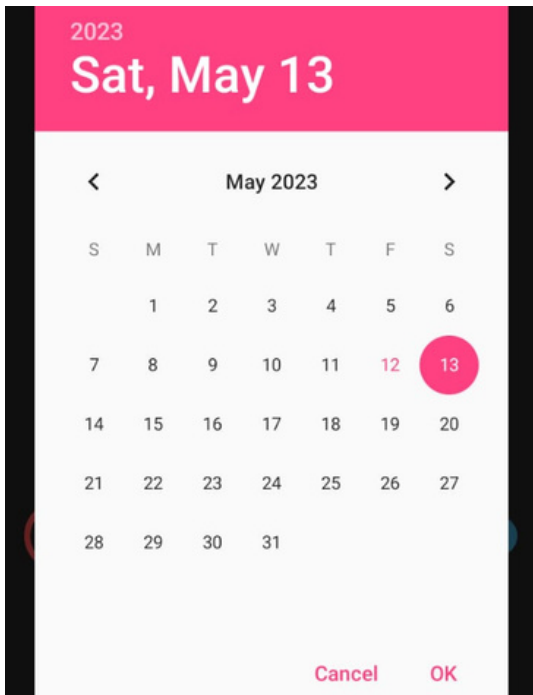 2023
Sat, May 13
May 2023
S M T W T F S
1 2 3 4 5 6
7 8 9 10 11 12 13
14 15 16 17 18 19 20
21 22 23 24 25 26 27
28 29 30 31
Cancel OK